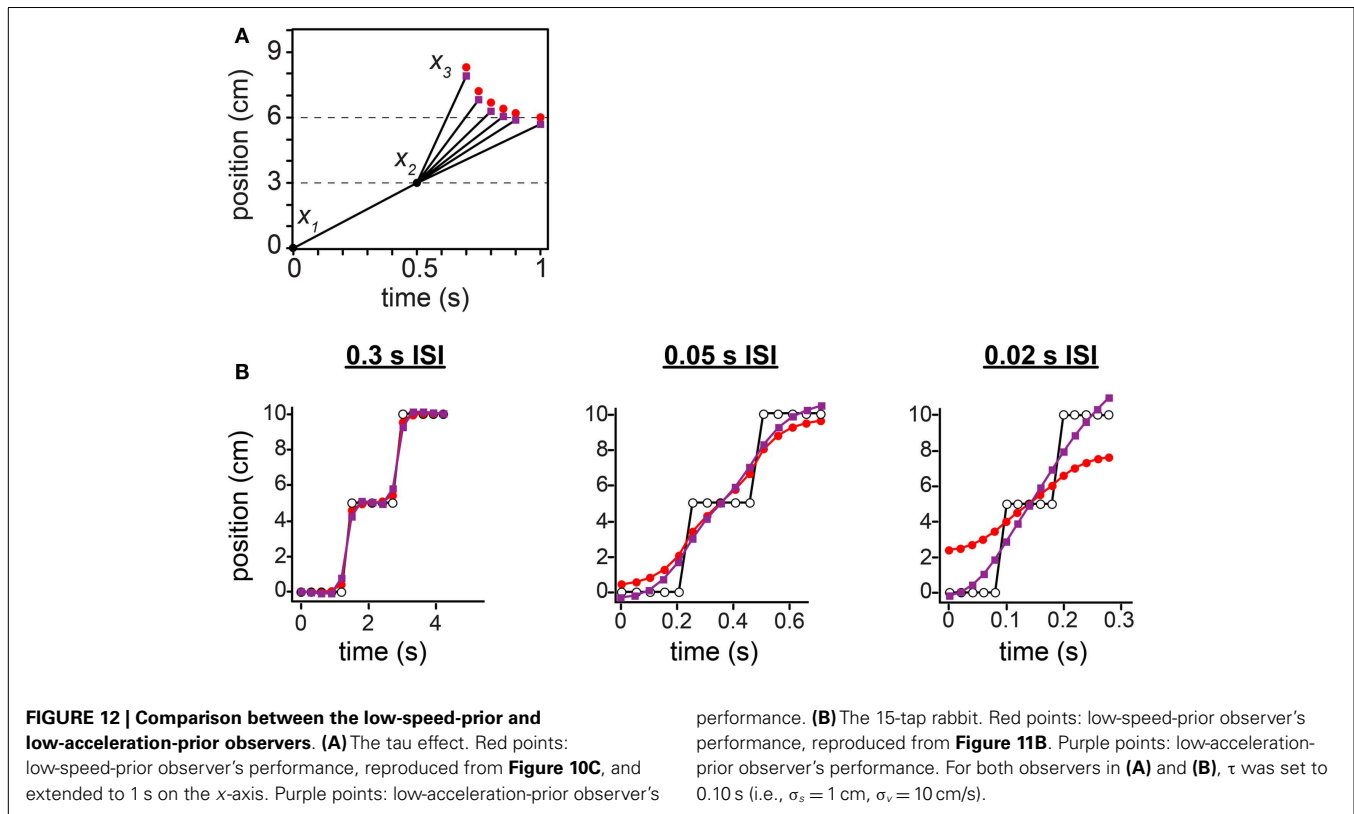 A
position (cm)
9
6
3
0
x1
x2
x3
0 0.5 1
time (s)
B
0.3 s ISI
0.05 s ISI
0.02 s ISI
position (cm)
10
8
6
4
2
0
0 2 4
time (s)
10
8
6
4
2
0
0 0.2 0.4 0.6
time (s)
10
8
6
4
2
0
0 0.1 0.2 0.3
time (s)
FIGURE 12 | Comparison between the low-speed-prior and
low-acceleration-prior observers. (A) The tau effect. Red points:
low-speed-prior observer's performance, reproduced from Figure 10C, and
extended to 1 s on the x-axis. Purple points: low-acceleration-prior observer's
performance. (B) The 15-tap rabbit. Red points: low-speed-prior observer's
performance, reproduced from Figure 11B. Purple points: low-acceleration-
prior observer's performance. For both observers in (A) and (B), τ was set to
0.10 s (i.e., σs = 1 cm, σv = 10 cm/s).